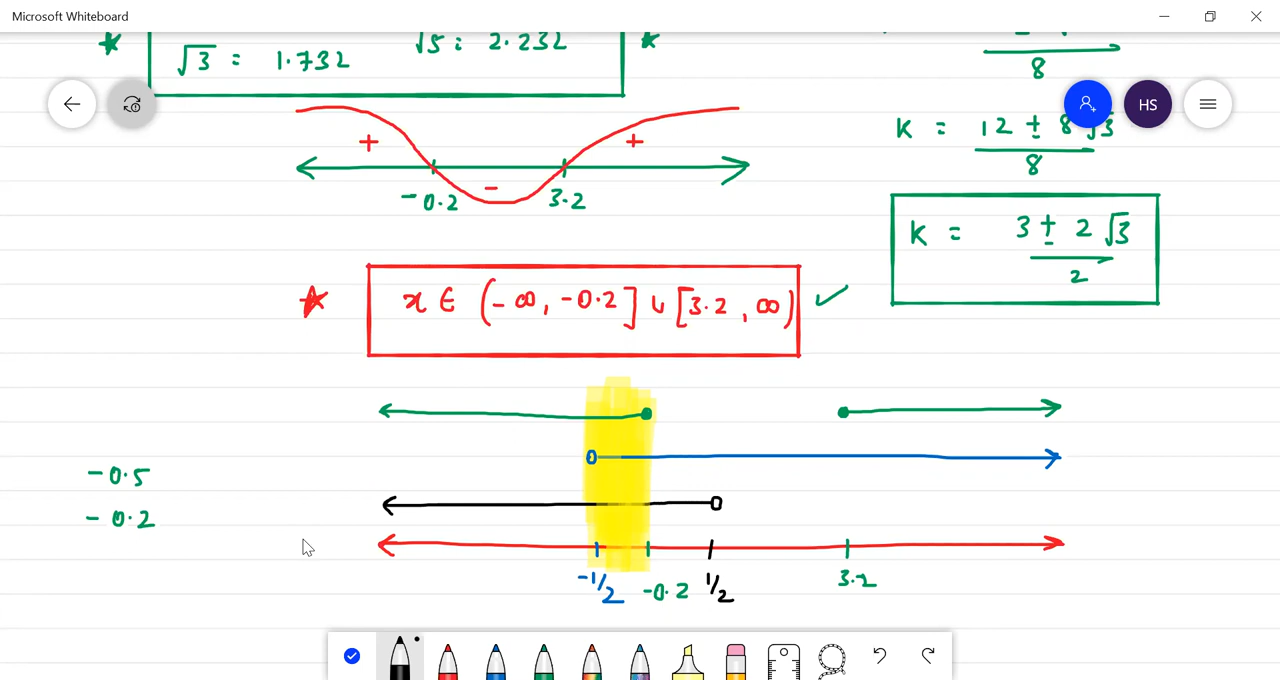 Microsoft Whiteboard
√3 = 1.732 √5 = 2.232
8
HS
K = 12 ± 8√3
8
+ - +
-0.2 3.2
K = 3 ± 2√3
2
x ∈ (-∞, -0.2] ∪ [3.2, ∞) ✓
-0.5
-0.2
-1/2 -0.2 1/2 3.2